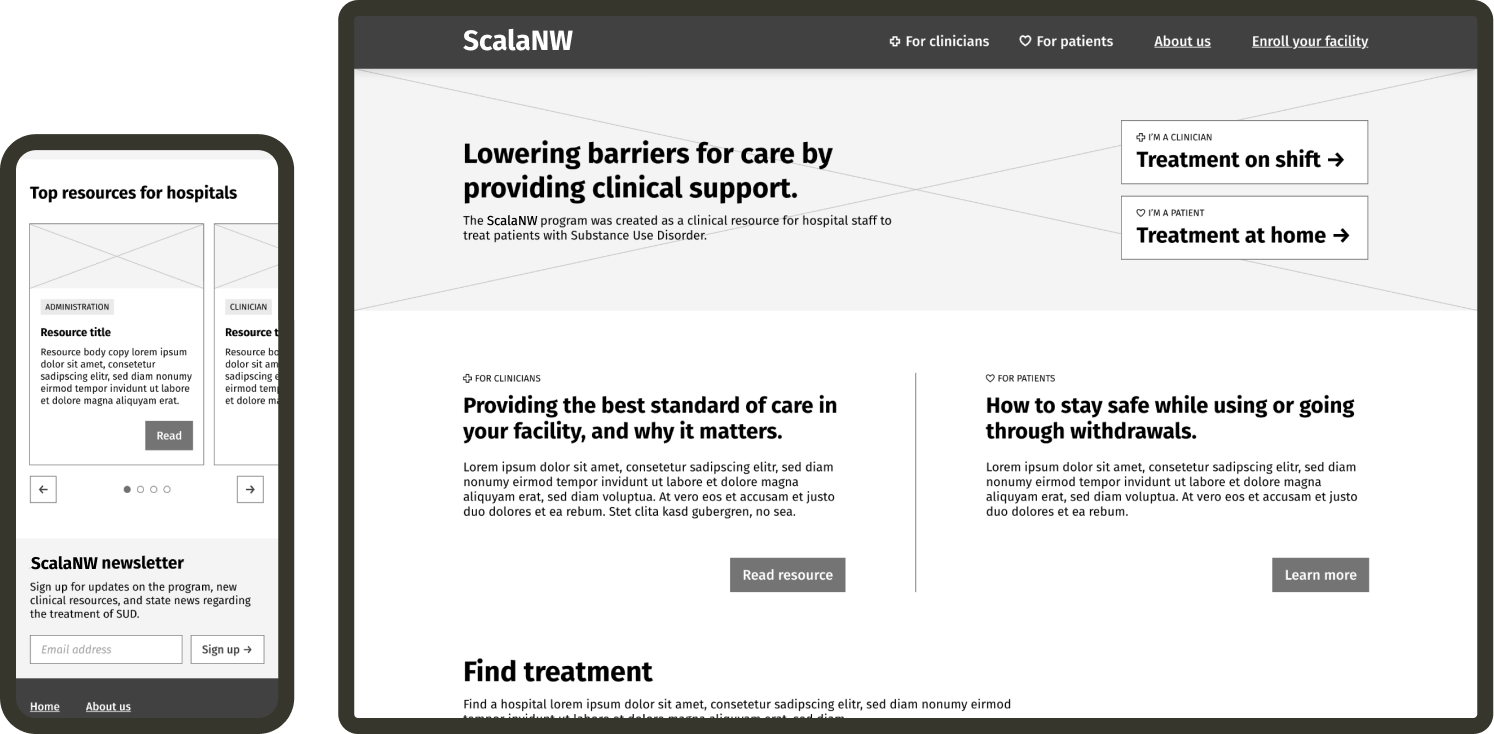 Top resources for hospitals
ADMINISTRATION
Resource title
Resource body copy lorem ipsum
dolor sit amet, consetetur
sadipscing elitr, sed diam nonumy
eirmod tempor invidunt ut labore
et dolore magna aliquyam erat.
Read
CLINICIAN
Resource t
Resource bo
dolor sit am
sadipscing e
eirmod temp
et dolore ma
← →
ScalaNW newsletter
Sign up for updates on the program, new
clinical resources, and state news regarding
the treatment of SUD.
Email address
Sign up →
Home About us
ScalaNW
For clinicians For patients About us Enroll your facility
Lowering barriers for care by
providing clinical support.
The ScalaNW program was created as a clinical resource for hospital staff to
treat patients with Substance Use Disorder.
I'M A CLINICIAN
Treatment on shift →
I'M A PATIENT
Treatment at home →
FOR CLINICIANS
Providing the best standard of care in
your facility, and why it matters.
Lorem ipsum dolor sit amet, consetetur sadipscing elitr, sed diam
nonumy eirmod tempor invidunt ut labore et dolore magna
aliquyam erat, sed diam voluptua. At vero eos et accusam et justo
duo dolores et ea rebum. Stet clita kasd gubergren, no sea.
Read resource
FOR PATIENTS
How to stay safe while using or going
through withdrawals.
Lorem ipsum dolor sit amet, consetetur sadipscing elitr, sed diam
nonumy eirmod tempor invidunt ut labore et dolore magna
aliquyam erat, sed diam voluptua. At vero eos et accusam et justo
duo dolores et ea rebum.
Learn more
Find treatment
Find a hospital lorem ipsum dolor sit amet, consetetur sadipscing elitr, sed diam nonumy eirmod
tempor invidunt ut labore et dolore magna aliquyam erat, sed diam